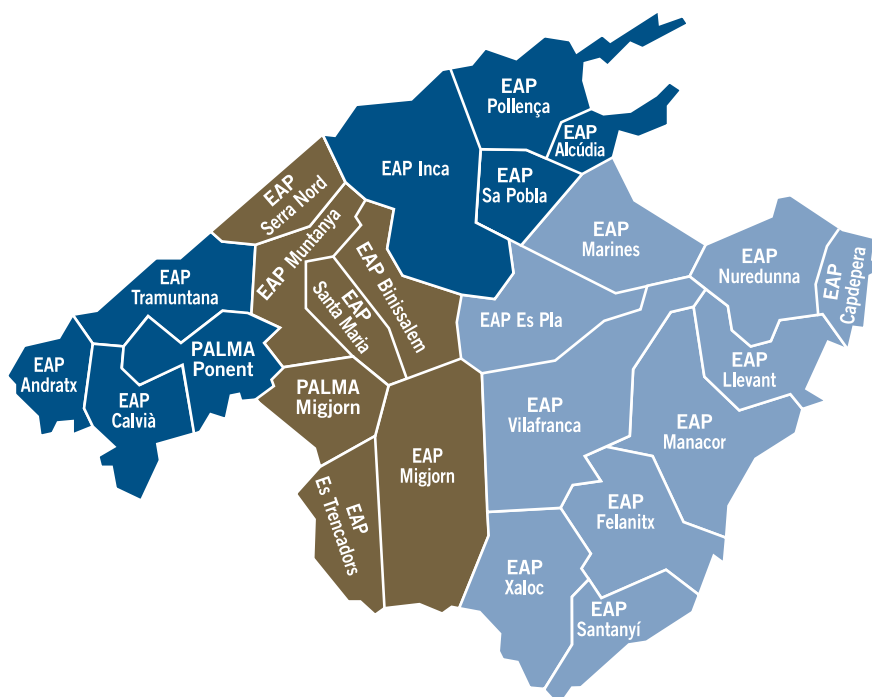 EAP
Pollença
EAP
Alcúdia
EAP Inca
EAP
Sa Pobla
EAP
Serra Nord
EAP Muntanya
EAP
Marines
EAP
Nuredunna
EAP
Capdepera
EAP
Tramuntana
EAP Binissalem
EAP
Santa Maria
EAP Es Pla
EAP
Andratx
PALMA
Ponent
EAP
Llevant
EAP
Calvià
PALMA
Migjorn
EAP
Vilafranca
EAP
Manacor
EAP
Migjorn
EAP
Es Trencadors
EAP
Felanitx
EAP
Xaloc
EAP
Santanyí